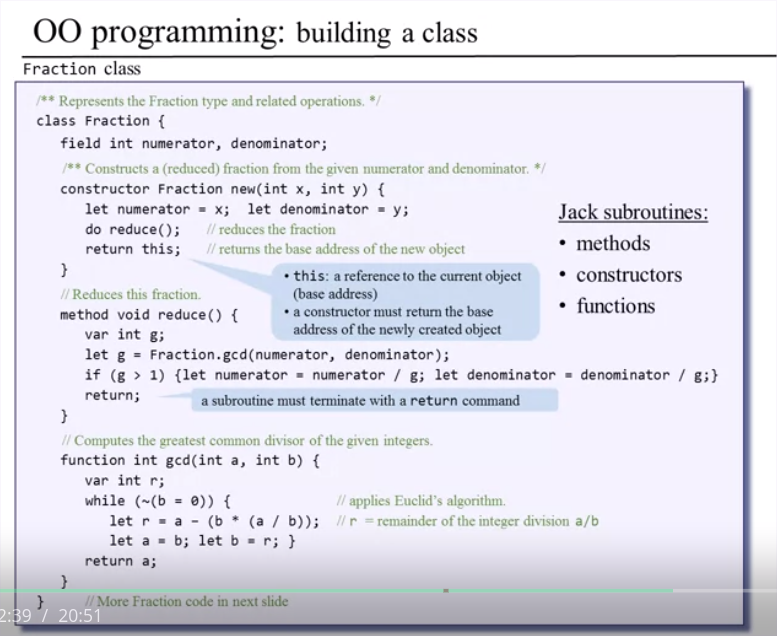 OO programming: building a class
Fraction class
/** Represents the Fraction type and related operations. */
class Fraction {
field int numerator, denominator;
/** Constructs a (reduced) fraction from the given numerator and denominator. */
constructor Fraction new(int x, int y) {
let numerator = x;  let denominator = y;
do reduce();   // reduces the fraction
return this;   // returns the base address of the new object
}
• this: a reference to the current object
(base address)
• a constructor must return the base
address of the newly created object
Jack subroutines:
• methods
• constructors
• functions
// Reduces this fraction.
method void reduce() {
var int g;
let g = Fraction.gcd(numerator, denominator);
if (g > 1) {let numerator = numerator / g; let denominator = denominator / g;}
return;
a subroutine must terminate with a return command
}
// Computes the greatest common divisor of the given integers.
function int gcd(int a, int b) {
var int r;
while (~(b = 0)) {   // applies Euclid's algorithm.
let r = a - (b * (a / b));   // r = remainder of the integer division a/b
let a = b; let b = r; }
return a;
}
}   // More Fraction code in next slide
2:39 / 20:51